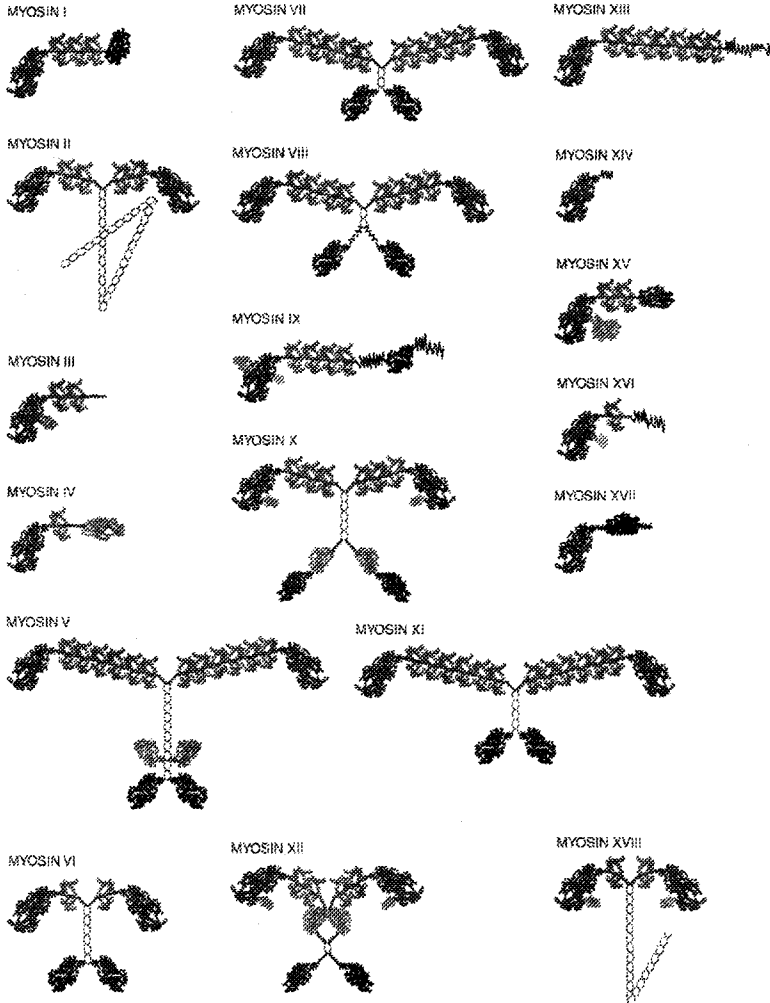 MYOSIN I
MYOSIN VII
MYOSIN XIII
MYOSIN II
MYOSIN VIII
MYOSIN XIV
MYOSIN XV
MYOSIN IX
MYOSIN III
MYOSIN XVI
MYOSIN X
MYOSIN IV
MYOSIN XVII
MYOSIN V
MYOSIN XI
MYOSIN VI
MYOSIN XII
MYOSIN XVIII